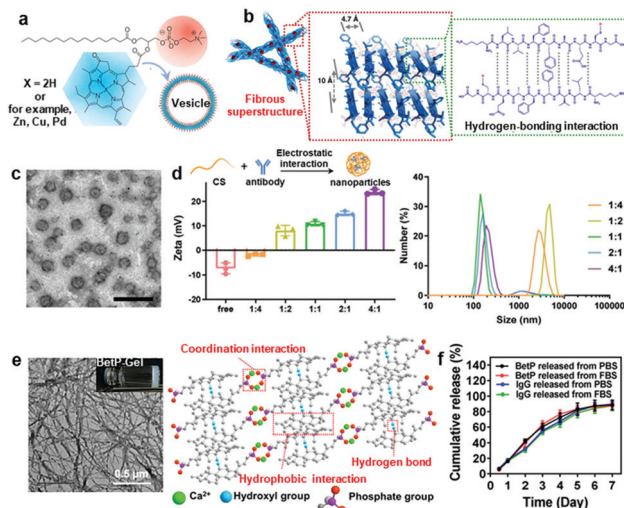 a
X = 2H
or
for example,
Zn, Cu, Pd
Vesicle
b
Fibrous
superstructure
4.7 Å
10 Å
Hydrogen-bonding interaction
c
d
Electrostatic
interaction
CS
+
antibody
nanoparticles
Zeta (mV)
30
20
10
0
-10
-20
free
1:4
1:2
1:1
2:1
4:1
Number (%)
40
30
20
10
0
10
100
1000
10000
100000
Size (nm)
1:4
1:2
1:1
2:1
4:1
e
BetP-Gel
0.5 μm
Coordination interaction
Hydrophobic
interaction
Hydrogen bond
Ca²⁺
Hydroxyl group
Phosphate group
f
Cumulative release (%)
140
120
100
80
60
40
20
0
BetP released from PBS
BetP released from FBS
IgG released from PBS
IgG released from FBS
0 1 2 3 4 5 6 7
Time (Day)